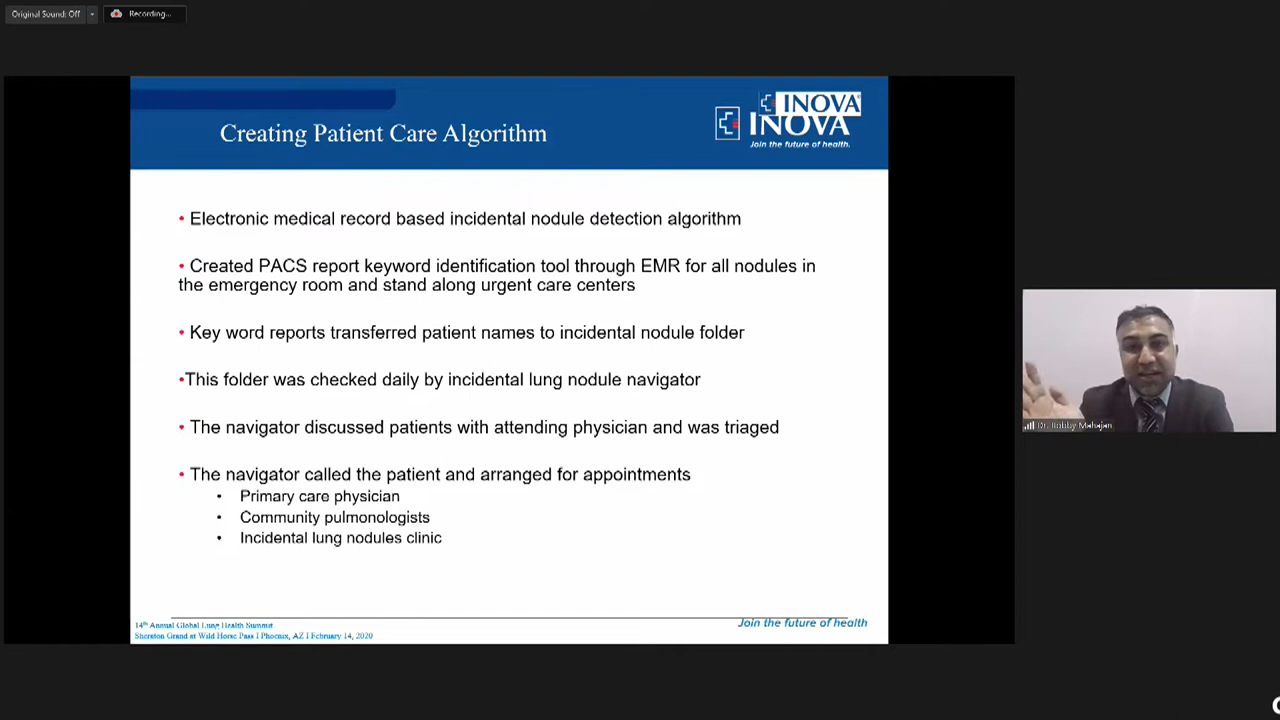 Original Sound: Off
Recording...
Creating Patient Care Algorithm
INOVA
INOVA
Join the future of health.
• Electronic medical record based incidental nodule detection algorithm
• Created PACS report keyword identification tool through EMR for all nodules in
the emergency room and stand along urgent care centers
• Key word reports transferred patient names to incidental nodule folder
•This folder was checked daily by incidental lung nodule navigator
• The navigator discussed patients with attending physician and was triaged
• The navigator called the patient and arranged for appointments
• Primary care physician
• Community pulmonologists
• Incidental lung nodules clinic
14th Annual Global Lung Health Summit
Sheraton Grand at Wild Horse Pass I Phoenix, AZ I February 14, 2020
Join the future of health
Dr. Bobby Mahajan